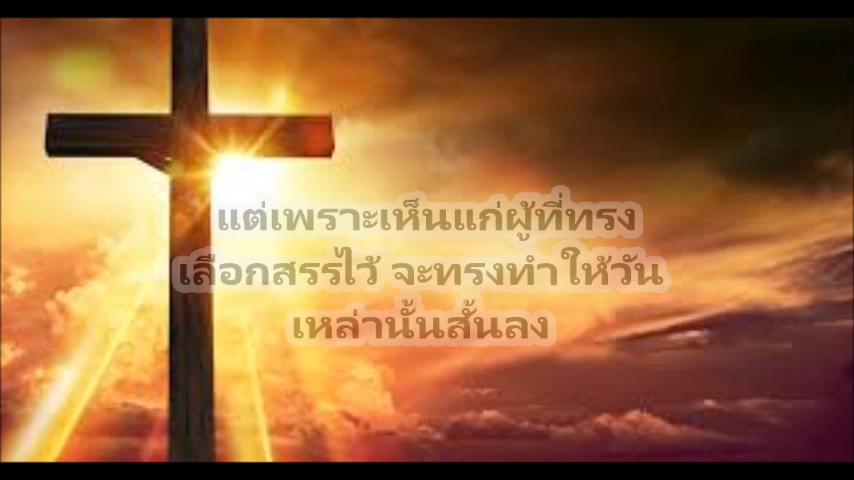 แต่เพราะเห็นแก่ผู้ที่ทรง
เลือกสรรไว้ จะทรงทำให้วัน
เหล่านั้นสั้นลง